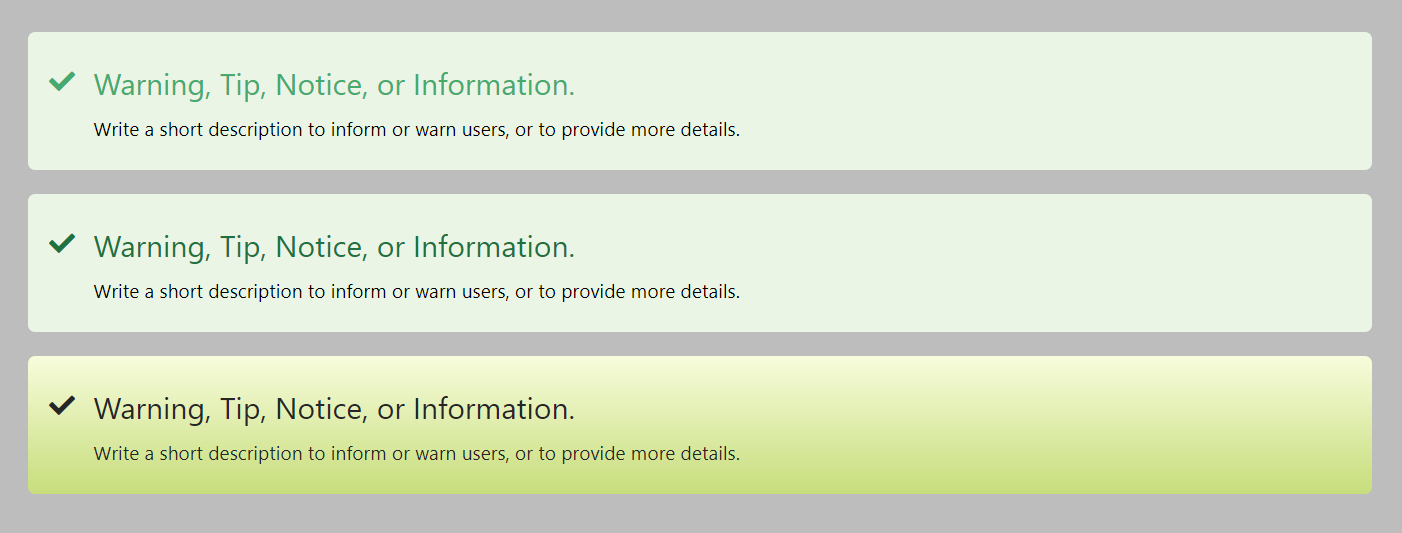 Warning, Tip, Notice, or Information.
Write a short description to inform or warn users, or to provide more details.
Warning, Tip, Notice, or Information.
Write a short description to inform or warn users, or to provide more details.
Warning, Tip, Notice, or Information.
Write a short description to inform or warn users, or to provide more details.